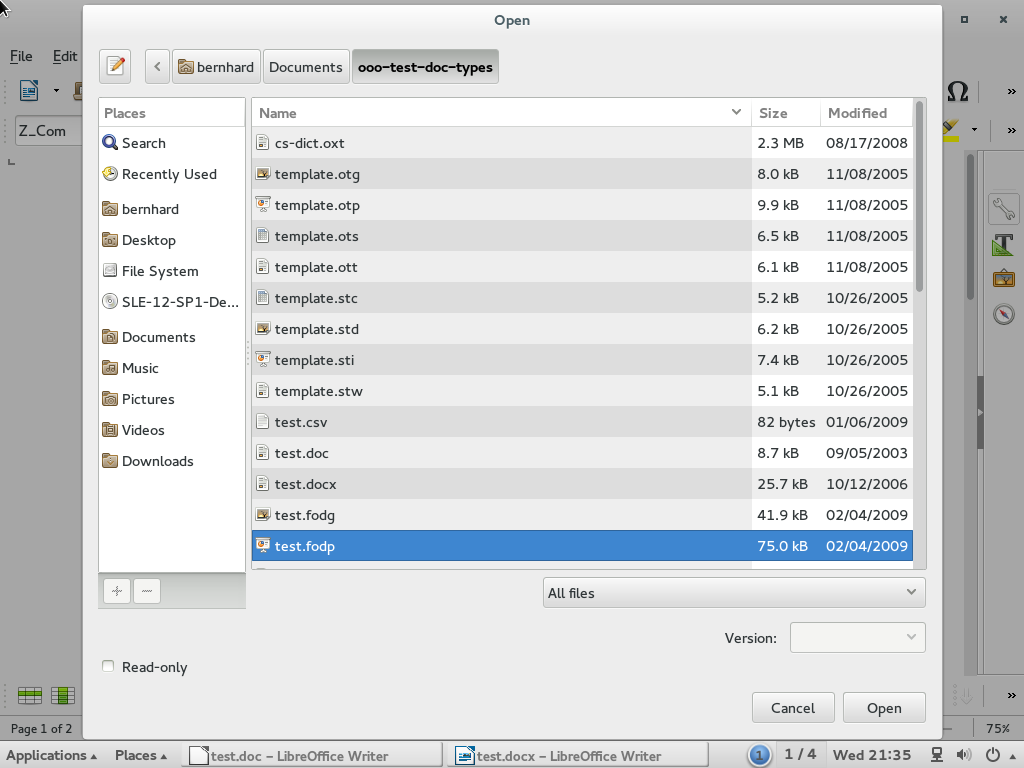 Open
File Edit
bernhard Documents ooo-test-doc-types
Z_Com
Places
Search
Recently Used
bernhard
Desktop
File System
SLE-12-SP1-De...
Documents
Music
Pictures
Videos
Downloads
Name Size Modified
cs-dict.oxt 2.3 MB 08/17/2008
template.otg 8.0 kB 11/08/2005
template.otp 9.9 kB 11/08/2005
template.ots 6.5 kB 11/08/2005
template.ott 6.1 kB 11/08/2005
template.stc 5.2 kB 10/26/2005
template.std 6.2 kB 10/26/2005
template.sti 7.4 kB 10/26/2005
template.stw 5.1 kB 10/26/2005
test.csv 82 bytes 01/06/2009
test.doc 8.7 kB 09/05/2003
test.docx 25.7 kB 10/12/2006
test.fodg 41.9 kB 02/04/2009
test.fodp 75.0 kB 02/04/2009
All files
Version:
Read-only
Cancel Open
Page 1 of 2 75%
Applications Places test.doc – LibreOffice Writer test.docx – LibreOffice Writer 1 1 / 4 Wed 21:35